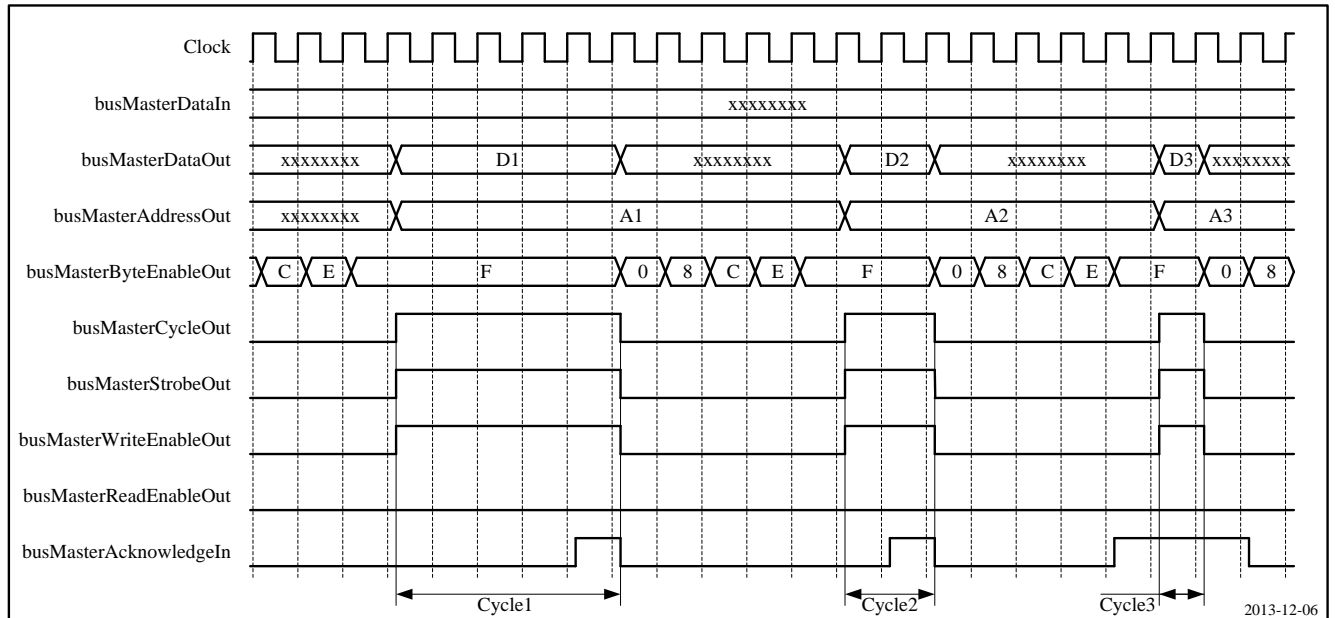 Clock
busMasterDataIn xxxxxxxx
busMasterDataOut xxxxxxxx D1 xxxxxxxx D2 xxxxxxxx D3 xxxxxxxx
busMasterAddressOut xxxxxxxx A1 A2 A3
busMasterByteEnableOut C E F 0 8 C E F 0 8 C E F 0 8
busMasterCycleOut
busMasterStrobeOut
busMasterWriteEnableOut
busMasterReadEnableOut
busMasterAcknowledgeIn
Cycle1 Cycle2 Cycle3 2013-12-06